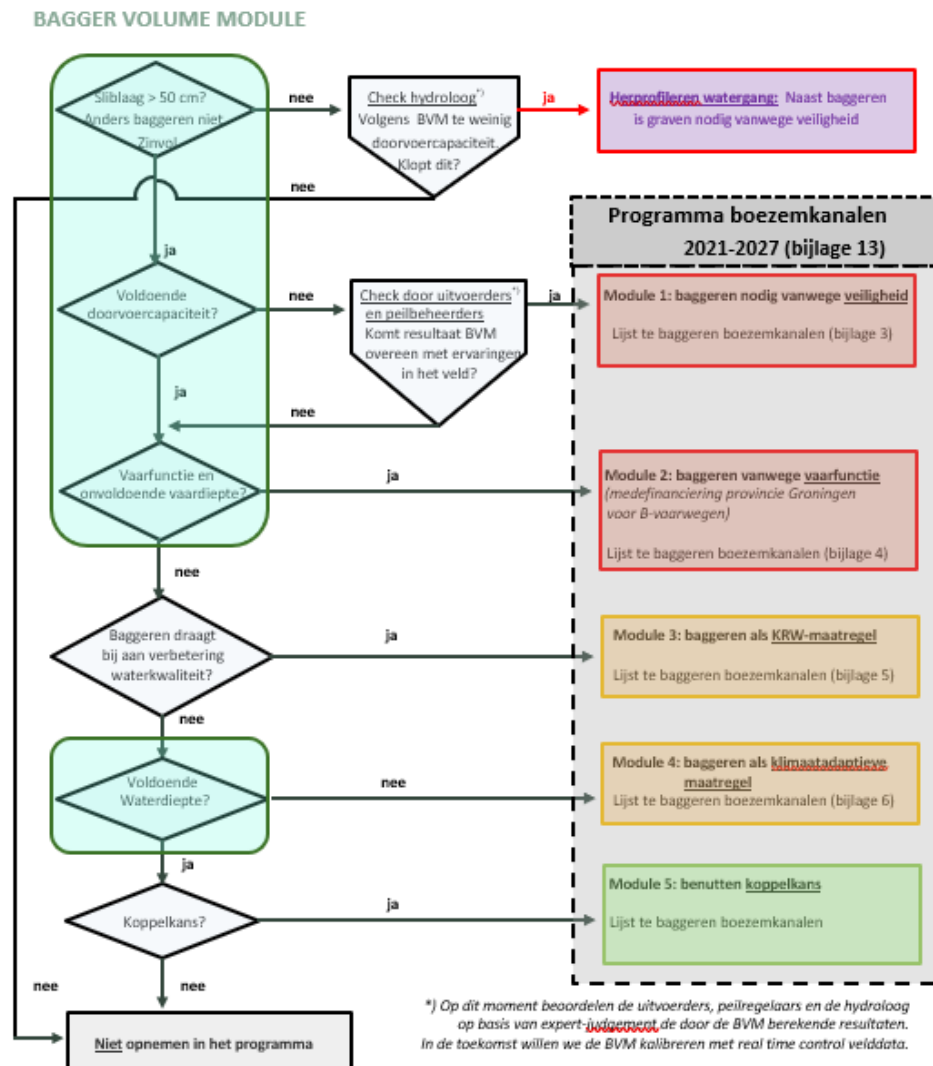 BAGGER VOLUME MODULE
Sliblaag > 50 cm?
Anders baggeren niet
Zinvol
nee
Check hydroloog*)
Volgens BVM te weinig
doorvoercapaciteit.
Klopt dit?
ja
Herprofileren watergang: Naast baggeren
is graven nodig vanwege veiligheid
nee
ja
Programma boezemkanalen
2021-2027 (bijlage 13)
Voldoende
doorvoercapaciteit?
nee
Check door uitvoerders*)
en peilbeheerders
Komt resultaat BVM
overeen met ervaringen
in het veld?
ja
Module 1: baggeren nodig vanwege veiligheid
Lijst te baggeren boezemkanalen (bijlage 3)
ja
nee
Vaarfunctie en
onvoldoende vaardiepte?
ja
Module 2: baggeren vanwege vaarfunctie
(medefinanciering provincie Groningen
voor B-vaarwegen)
Lijst te baggeren boezemkanalen (bijlage 4)
nee
Baggeren draagt
bij aan verbetering
waterkwaliteit?
ja
Module 3: baggeren als KRW-maatregel
Lijst te baggeren boezemkanalen (bijlage 5)
nee
Voldoende
Waterdiepte?
nee
Module 4: baggeren als klimaatadaptieve
maatregel
Lijst te baggeren boezemkanalen (bijlage 6)
ja
Koppelkans?
ja
Module 5: benutten koppelkans
Lijst te baggeren boezemkanalen
nee
nee
Niet opnemen in het programma
*) Op dit moment beoordelen de uitvoerders, peilregelaars en de hydroloog
op basis van expert-judgement de door de BVM berekende resultaten.
In de toekomst willen we de BVM kalibreren met real time control velddata.